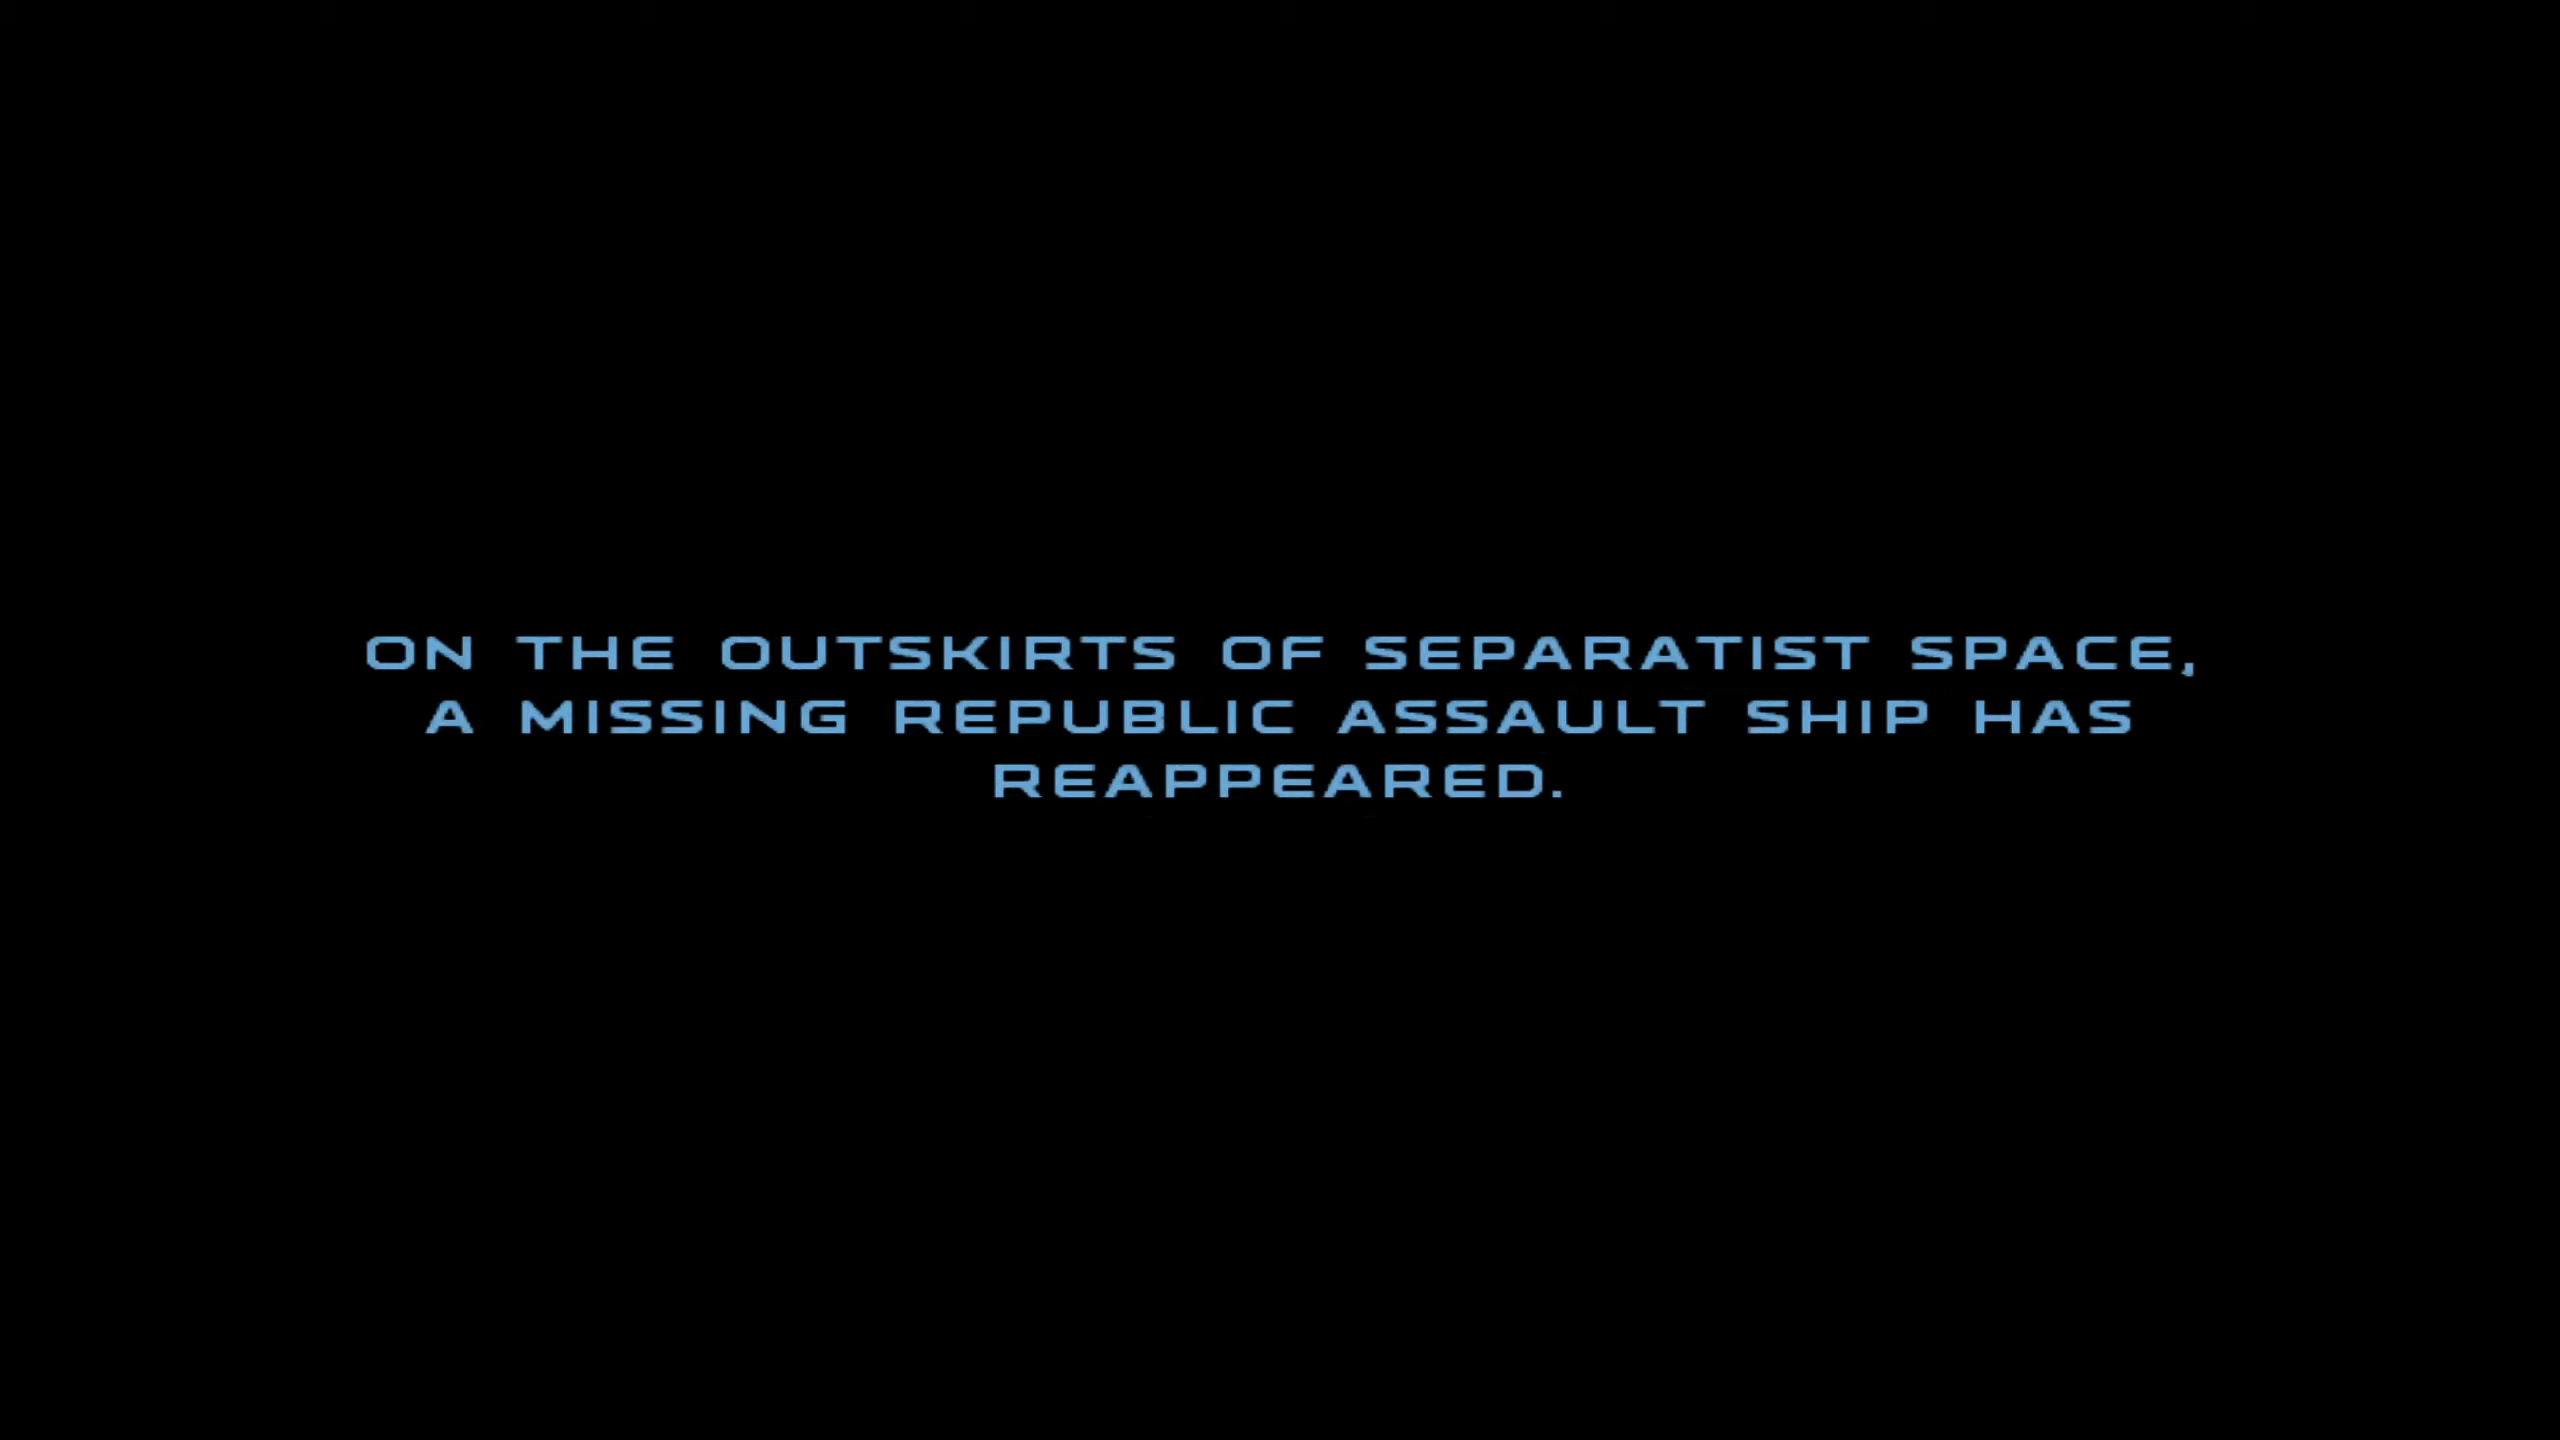 ON THE OUTSKIRTS OF SEPARATIST SPACE,
A MISSING REPUBLIC ASSAULT SHIP HAS
REAPPEARED.